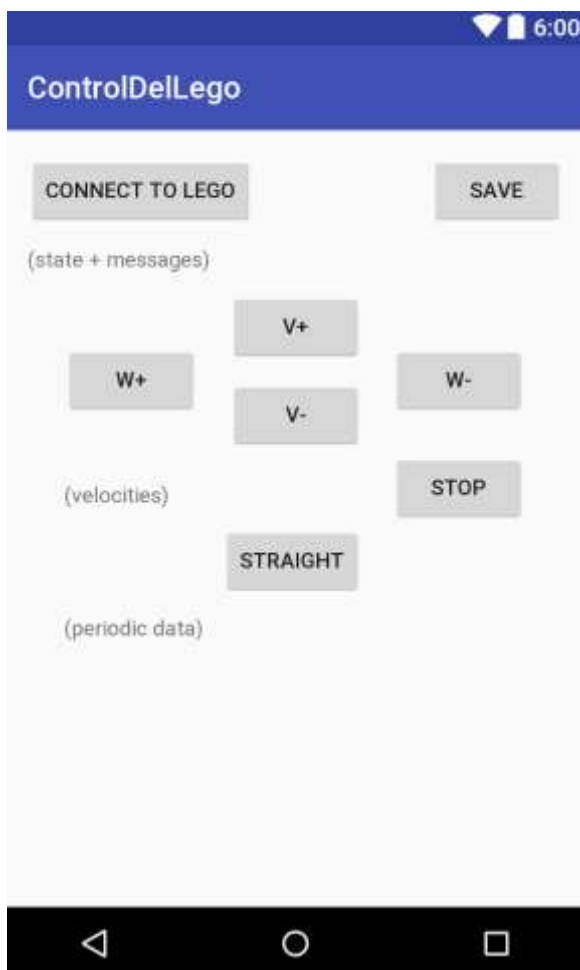 6:00
ControlDelLego
CONNECT TO LEGO
SAVE
(state + messages)
V+
W+
W-
V-
(velocities)
STOP
STRAIGHT
(periodic data)